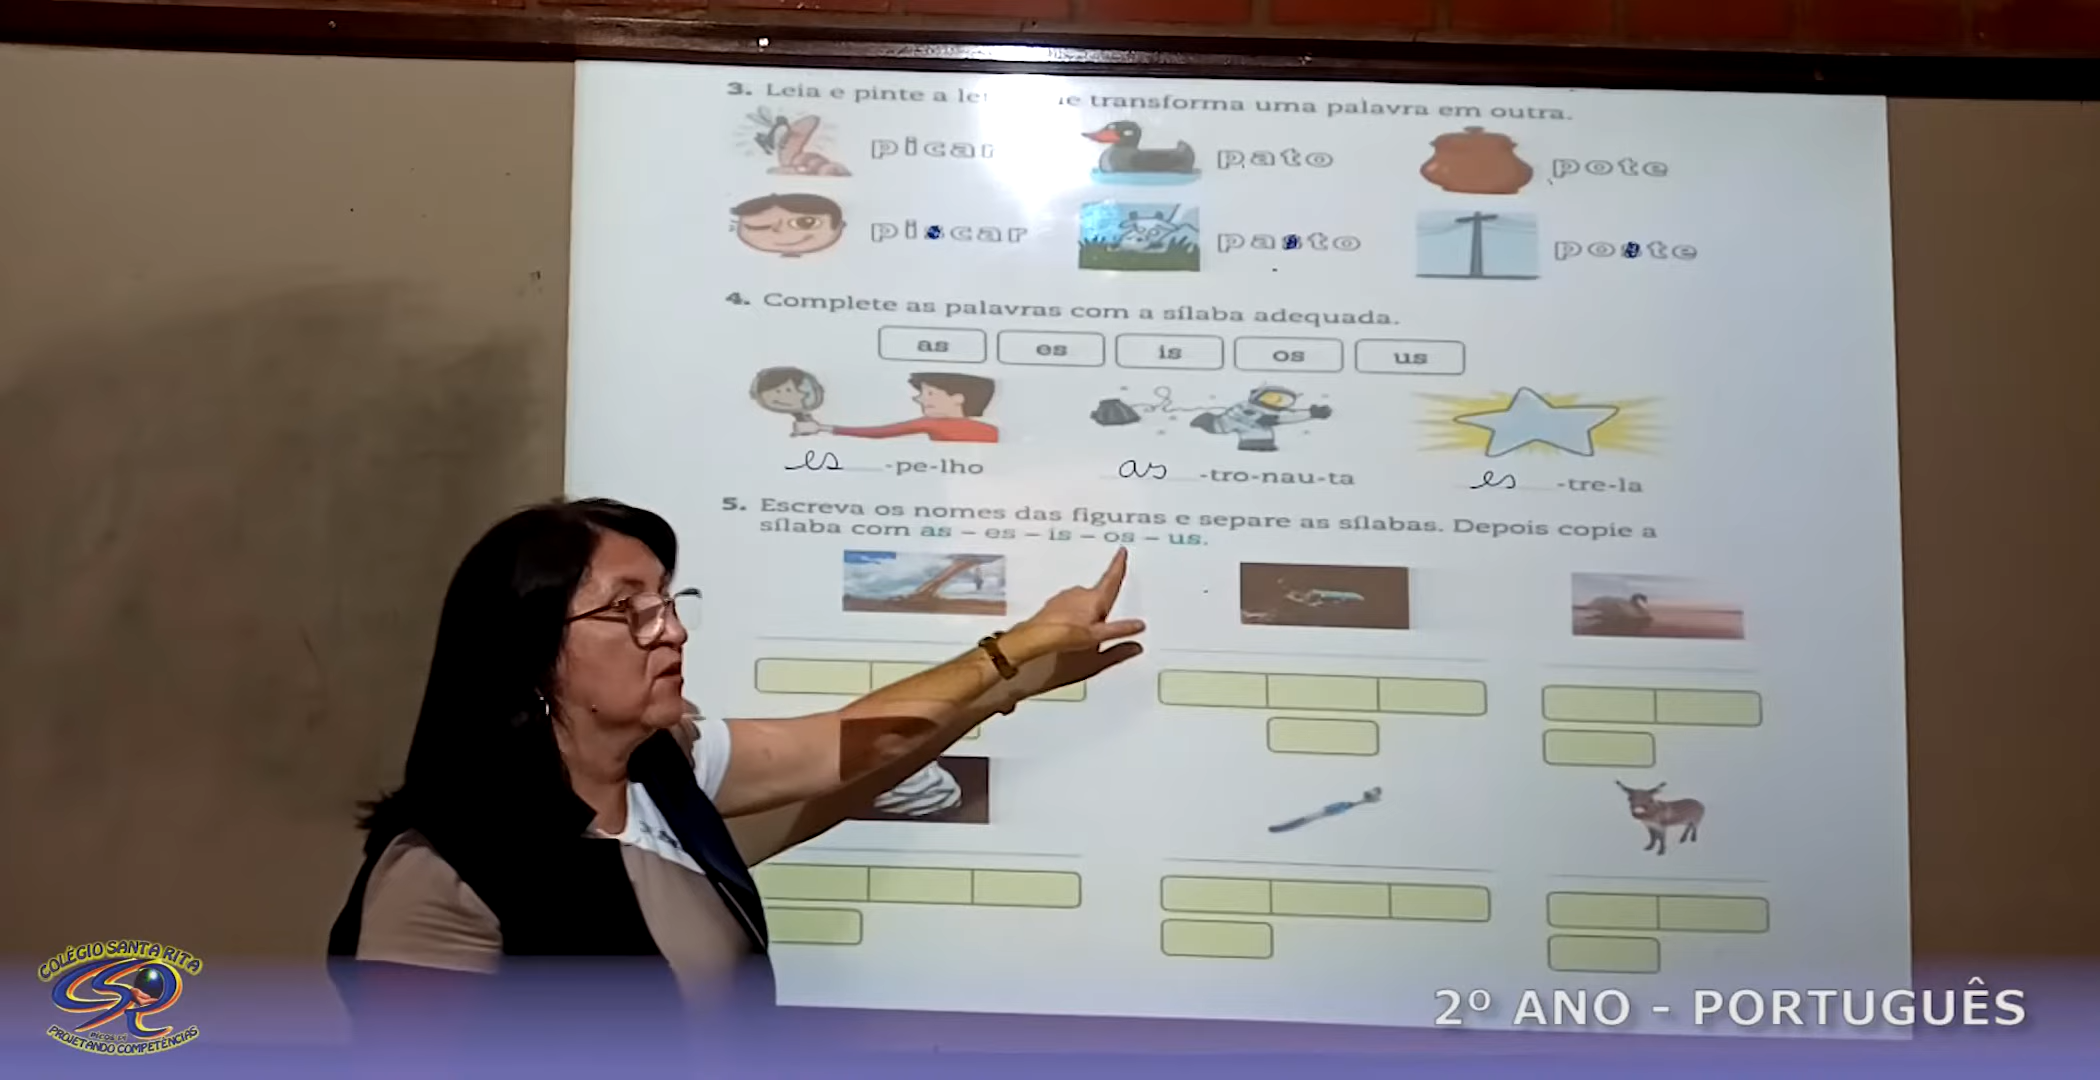 3. Leia e pinte a le ue transforma uma palavra em outra.
picar pato pote
piscar pasto poste
4. Complete as palavras com a sílaba adequada.
as es is os us
es-pe-lho as-tro-nau-ta es-tre-la
5. Escreva os nomes das figuras e separe as sílabas. Depois copie a
sílaba com as – es – is – os – us.
COLÉGIO SANTA RITA
PROJETANDO COMPETÊNCIAS
2º ANO - PORTUGUÊS